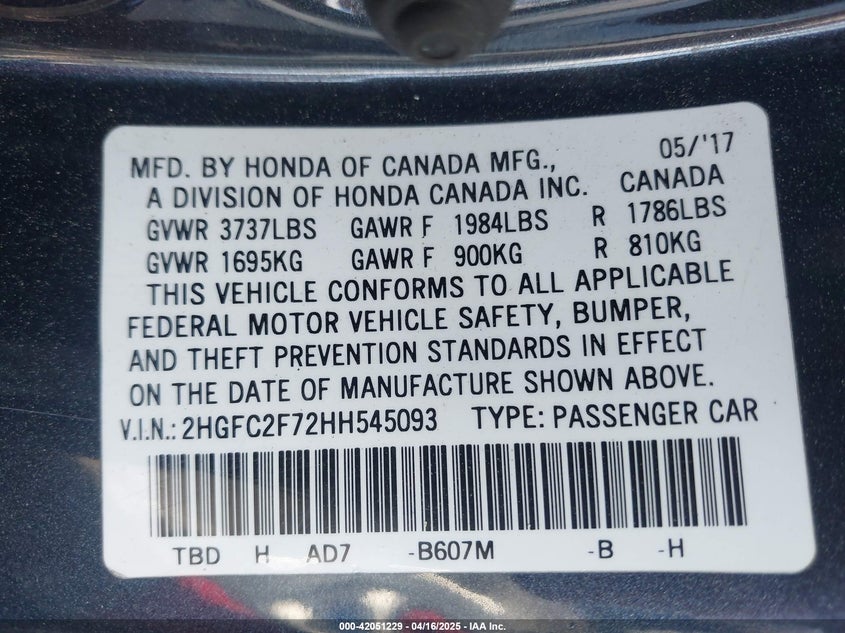 05/'17
MFD. BY HONDA OF CANADA MFG.,
A DIVISION OF HONDA CANADA INC. CANADA
GVWR 3737LBS GAWR F 1984LBS R 1786LBS
GVWR 1695KG GAWR F 900KG R 810KG
THIS VEHICLE CONFORMS TO ALL APPLICABLE
FEDERAL MOTOR VEHICLE SAFETY, BUMPER,
AND THEFT PREVENTION STANDARDS IN EFFECT
ON THE DATE OF MANUFACTURE SHOWN ABOVE.
V.I.N.: 2HGFC2F72HH545093 TYPE: PASSENGER CAR
TBD H AD7 -B607M -B -H
000-42051229 - 04/16/2025 - IAA Inc.